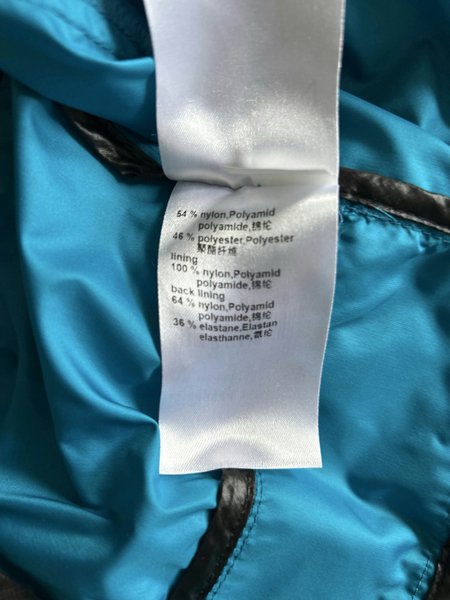 54 % nylon,Polyamid
polyamide,锦纶
46 % polyester,Polyester
聚酯纤维
lining
100 % nylon,Polyamid
polyamide,锦纶
back lining
64 % nylon,Polyamid
polyamide,锦纶
36 % elastane,Elastan
elasthanne,氨纶